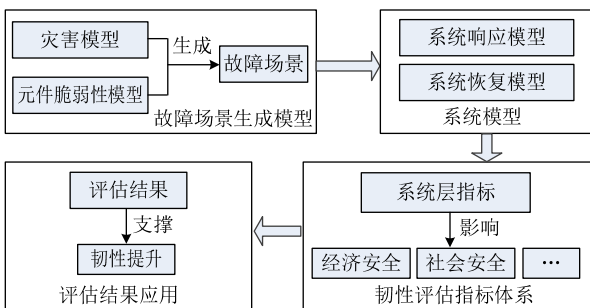 灾害模型
生成
故障场景
元件脆弱性模型
故障场景生成模型
系统响应模型
系统恢复模型
系统模型
评估结果
支撑
韧性提升
评估结果应用
系统层指标
影响
经济安全
社会安全
…
韧性评估指标体系